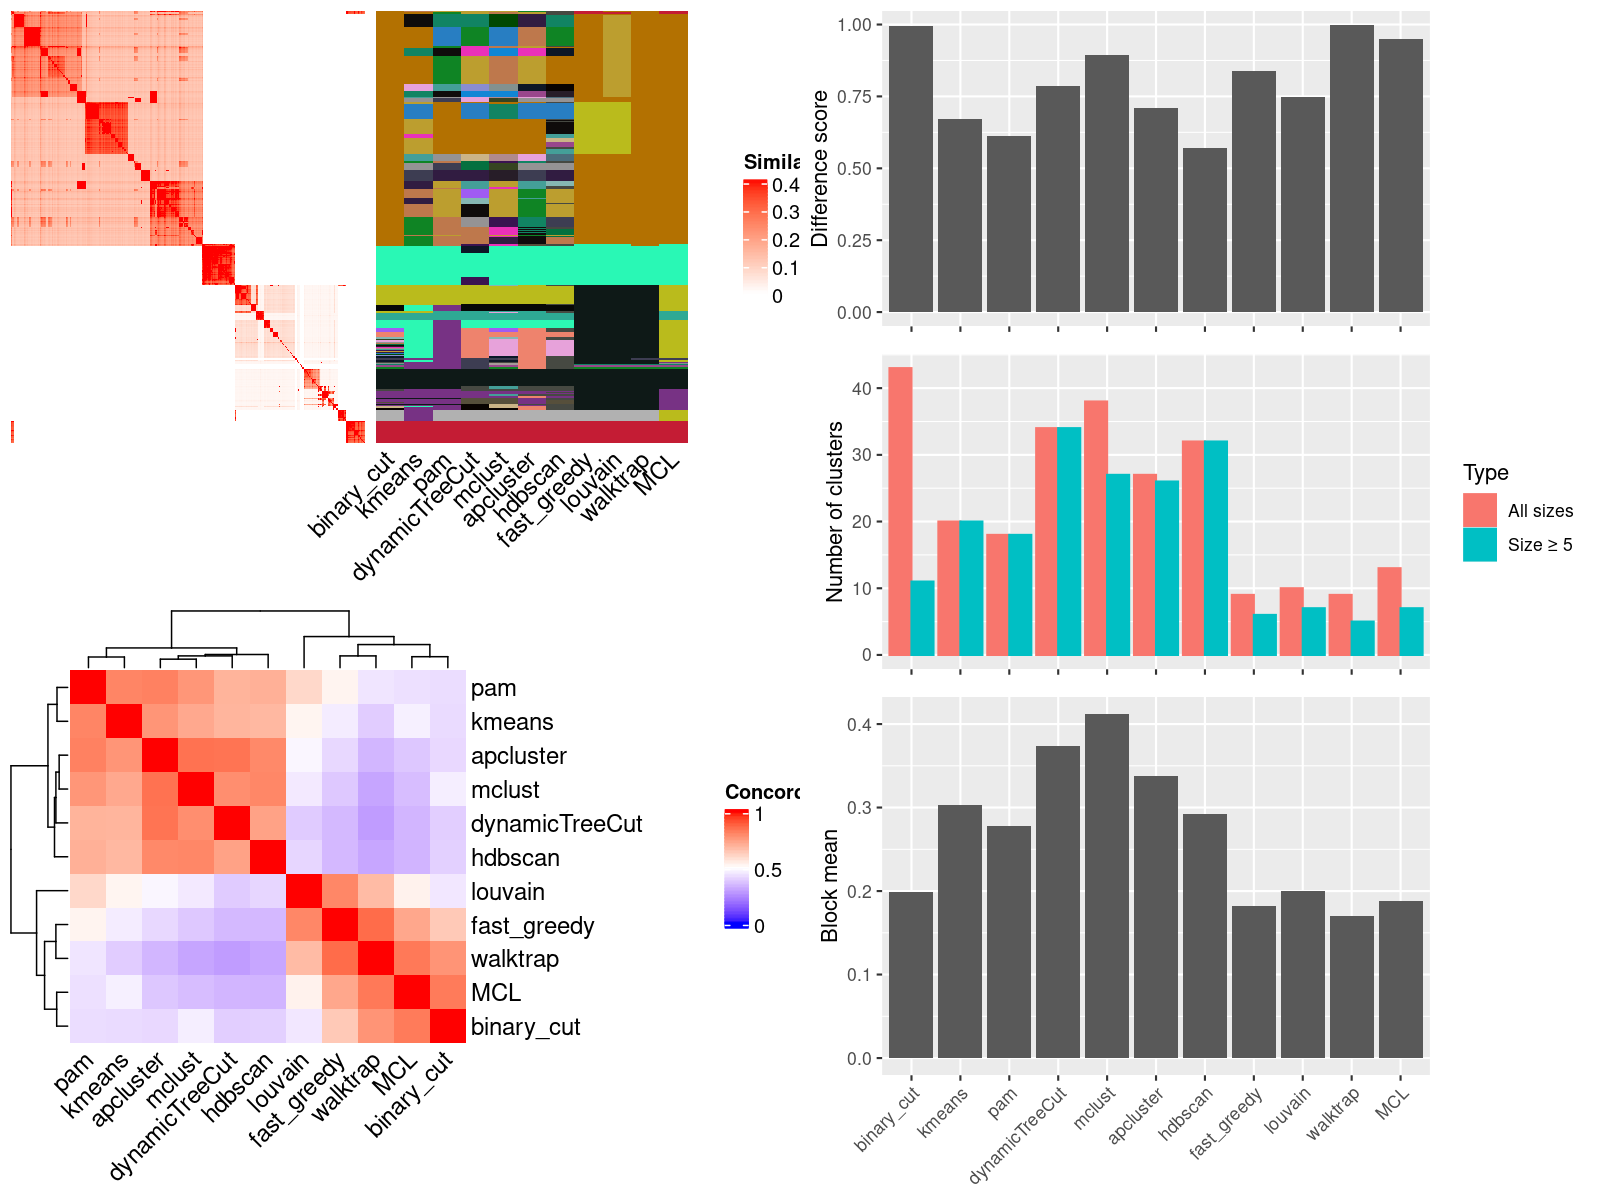 Simila
0.4
0.3
0.2
0.1
0
binary_cut
kmeans
pam
dynamicTreeCut
mclust
apcluster
hdbscan
fast_greedy
louvain
walktrap
MCL
pam
kmeans
apcluster
mclust
dynamicTreeCut
hdbscan
louvain
fast_greedy
walktrap
MCL
binary_cut
pam
kmeans
apcluster
mclust
dynamicTreeCut
hdbscan
louvain
fast_greedy
walktrap
MCL
binary_cut
Concord
1
0.5
0
Difference score
1.00
0.75
0.50
0.25
0.00
Number of clusters
40
30
20
10
0
Type
All sizes
Size ≥ 5
Block mean
0.4
0.3
0.2
0.1
0.0
binary_cut
kmeans
pam
dynamicTreeCut
mclust
apcluster
hdbscan
fast_greedy
louvain
walktrap
MCL